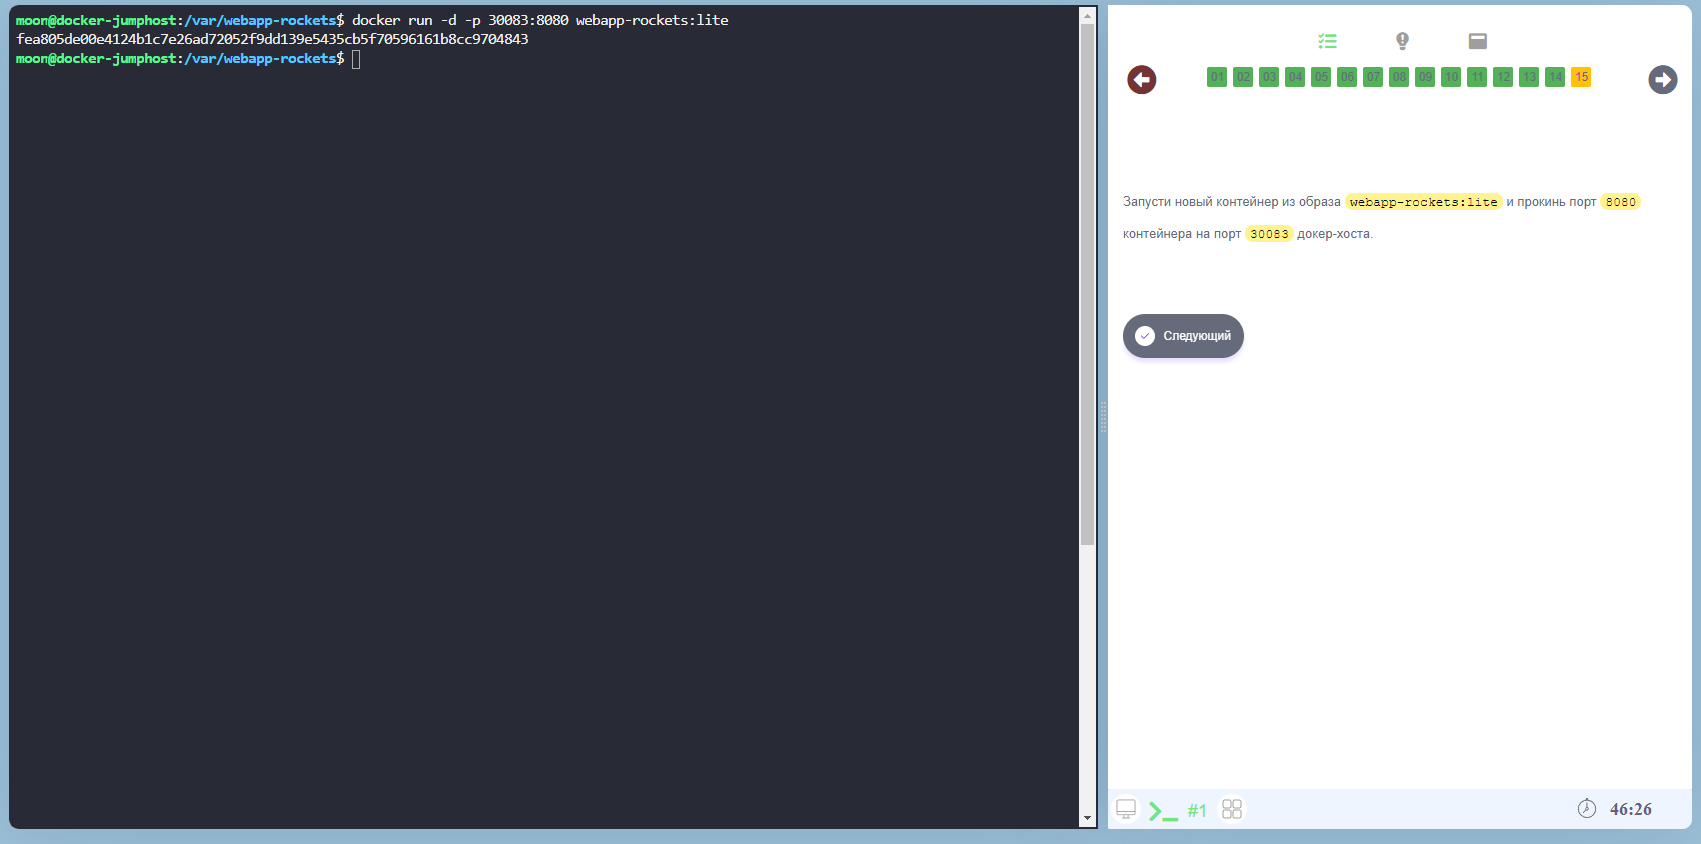 moon@docker-jumphost:/var/webapp-rockets$ docker run -d -p 30083:8080 webapp-rockets:lite
fea805de00e4124b1c7e26ad72052f9dd139e5435cb5f70596161b8cc9704843
moon@docker-jumphost:/var/webapp-rockets$
01 02 03 04 05 06 07 08 09 10 11 12 13 14 15
Запусти новый контейнер из образа webapp-rockets:lite и прокинь порт 8080
контейнера на порт 30083 докер-хоста.
Следующий
#1
46:26